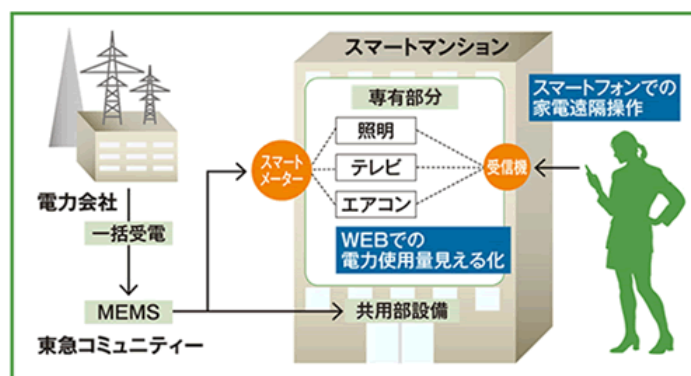 スマートマンション
専有部分
照明
テレビ
エアコン
スマート
メーター
受信機
スマートフォンでの
家電遠隔操作
WEBでの
電力使用量見える化
電力会社
一括受電
MEMS
東急コミュニティー
共用部設備